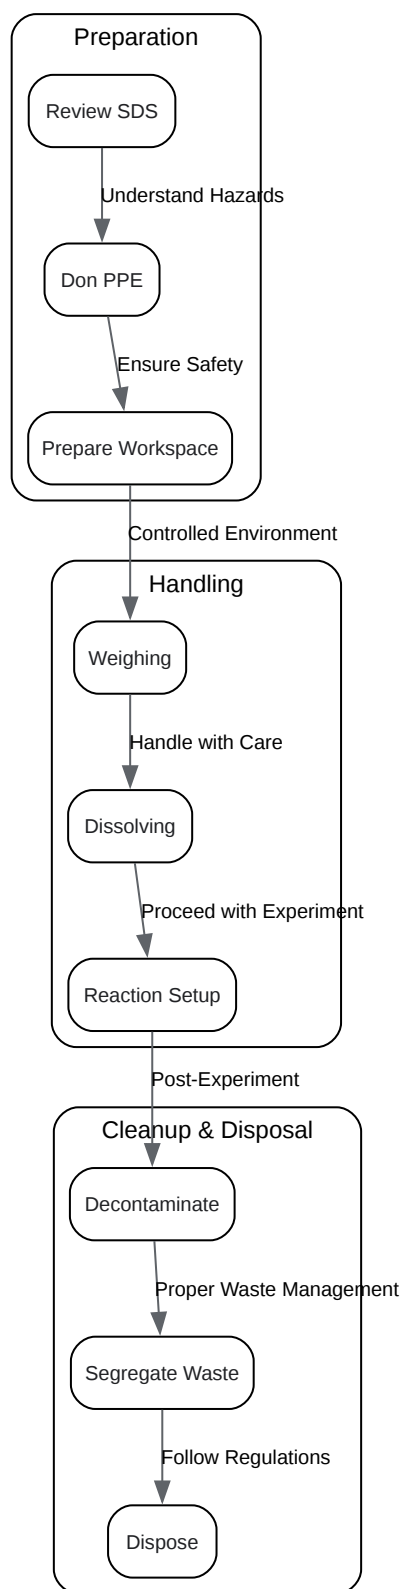 Preparation
Review SDS
Understand Hazards
Don PPE
Ensure Safety
Prepare Workspace
Controlled Environment
Handling
Weighing
Handle with Care
Dissolving
Proceed with Experiment
Reaction Setup
Post-Experiment
Cleanup & Disposal
Decontaminate
Proper Waste Management
Segregate Waste
Follow Regulations
Dispose